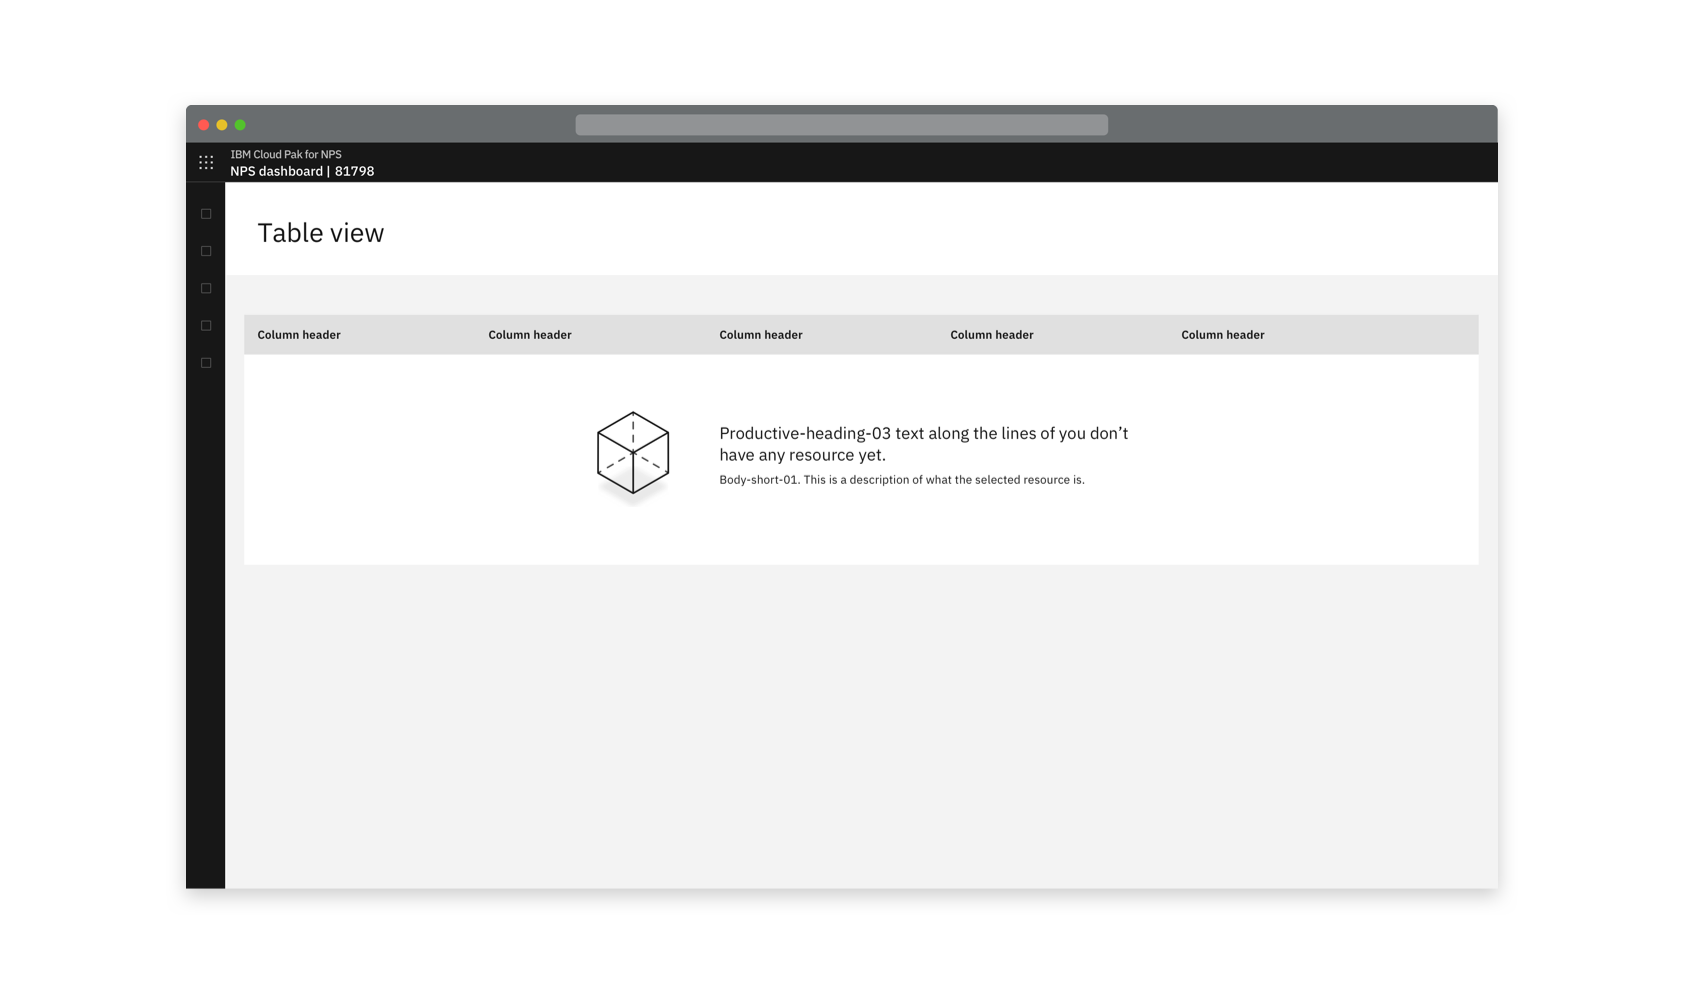 IBM Cloud Pak for NPS
NPS dashboard | 81798
Table view
Column header Column header Column header Column header Column header
Productive-heading-03 text along the lines of you don’t
have any resource yet.
Body-short-01. This is a description of what the selected resource is.